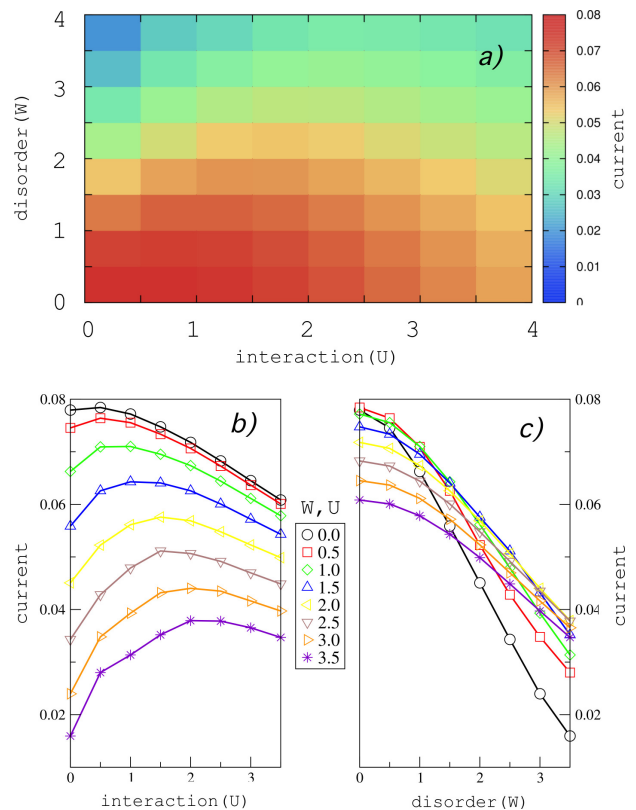 a)
4
3
2
1
0
disorder(W)
0 1 2 3 4
interaction(U)
0.08
0.07
0.06
0.05
0.04
0.03
0.02
0.01
0
current
b)
0.08
0.06
0.04
0.02
current
0 1 2 3
interaction(U)
W,U
0.0
0.5
1.0
1.5
2.0
2.5
3.0
3.5
c)
0.08
0.06
0.04
0.02
current
0 1 2 3
disorder(W)